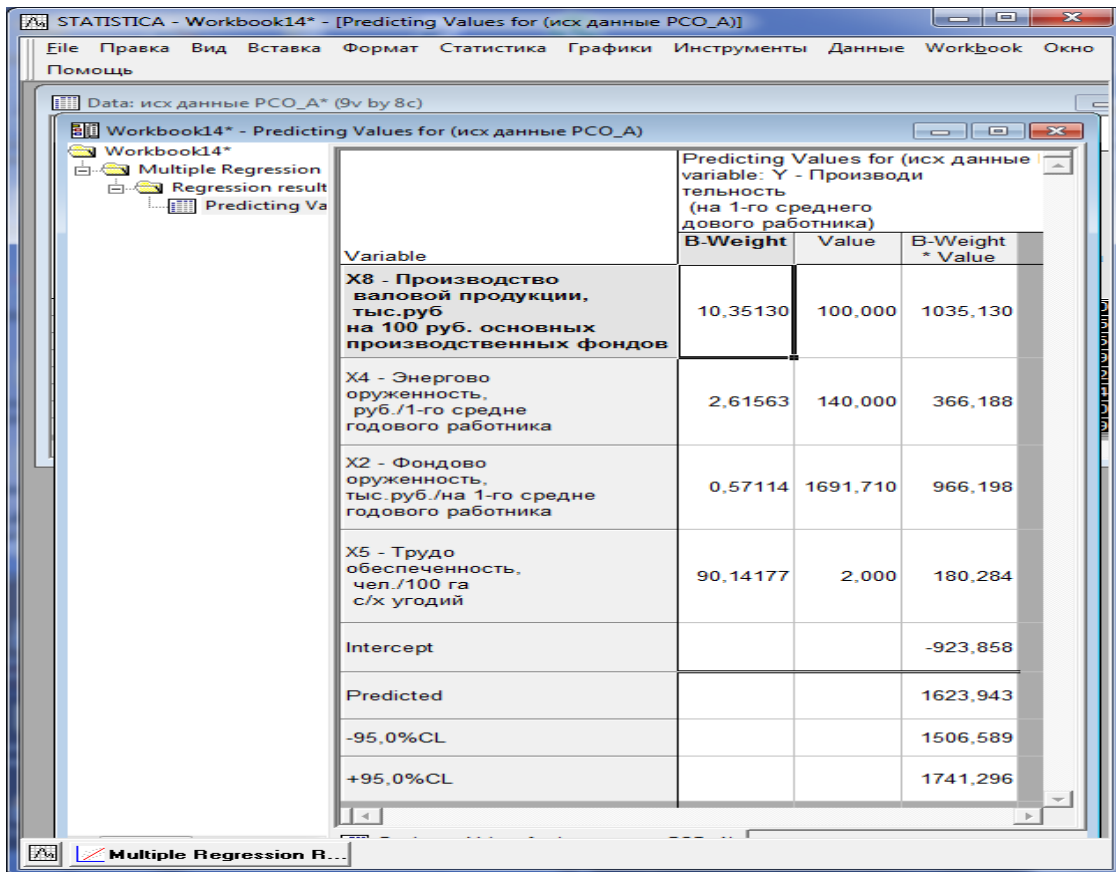 STATISTICA - Workbook14* - [Predicting Values for (исх данные РСО_А)]
File Правка Вид Вставка Формат Статистика Графики Инструменты Данные Workbook Окно
Помощь
Data: исх данные РСО_А* (9v by 8c)
Workbook14* - Predicting Values for (исх данные РСО_А)
Workbook14*
Multiple Regression
Regression result
Predicting Va
Predicting Values for (исх данные
variable: Y - Производи
тельность
(на 1-го среднего
дового работника)
Variable B-Weight Value B-Weight
* Value
X8 - Производство
валовой продукции,
тыс.руб
на 100 руб. основных
производственных фондов
10,35130 100,000 1035,130
X4 - Энергово
оруженность,
руб./1-го средне
годового работника
2,61563 140,000 366,188
X2 - Фондово
оруженность,
тыс.руб./на 1-го средне
годового работника
0,57114 1691,710 966,198
X5 - Трудо
обеспеченность,
чел./100 га
с/х угодий
90,14177 2,000 180,284
Intercept -923,858
Predicted 1623,943
-95,0%CL 1506,589
+95,0%CL 1741,296
Multiple Regression R...